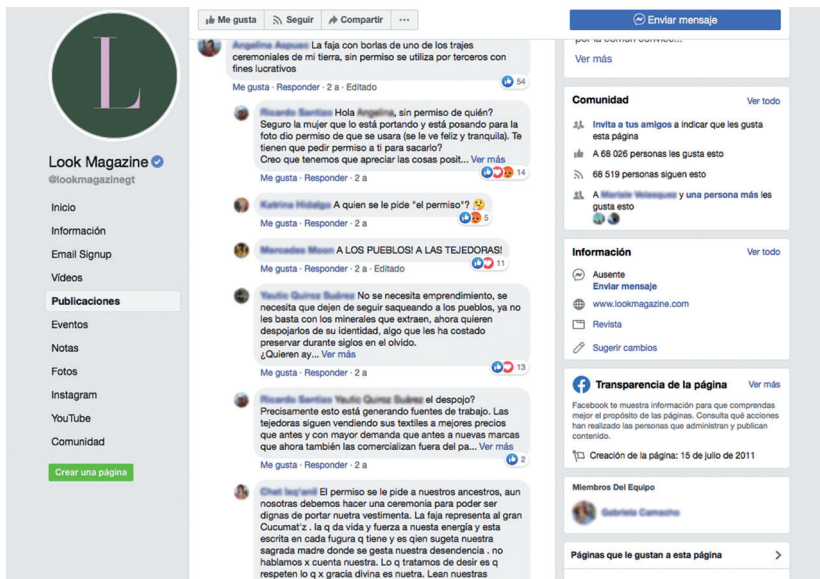 L
Look Magazine
@lookmagazinegt
Inicio
Información
Email Signup
Vídeos
Publicaciones
Eventos
Notas
Fotos
Instagram
YouTube
Comunidad
Crear una página
Me gusta
Seguir
Compartir
La faja con borlas de uno de los trajes
ceremoniales de mi tierra, sin permiso se utiliza por terceros con
fines lucrativos
54
Me gusta · Responder · 2 a · Editado
Hola, sin permiso de quién?
Seguro la mujer que lo está portando y está posando para la
foto dio permiso de que se usara (se le ve feliz y tranquila). Te
tienen que pedir permiso a ti para sacarlo?
Creo que tenemos que apreciar las cosas posit... Ver más
14
Me gusta · Responder · 2 a
A quien se le pide "el permiso"?
5
Me gusta · Responder · 2 a
A LOS PUEBLOS! A LAS TEJEDORAS!
11
Me gusta · Responder · 2 a · Editado
No se necesita emprendimiento, se
necesita que dejen de seguir saqueando a los pueblos, ya no
les basta con los minerales que extraen, ahora quieren
despojarlos de su identidad, algo que les ha costado
preservar durante siglos en el olvido.
¿Quieren ay... Ver más
13
Me gusta · Responder · 2 a
el despojo?
Precisamente esto está generando fuentes de trabajo. Las
tejedoras siguen vendiendo sus textiles a mejores precios
que antes y con mayor demanda que antes a nuevas marcas
que ahora también las comercializan fuera del pa... Ver más
2
Me gusta · Responder · 2 a
El permiso se le pide a nuestros ancestros, aun
nosotras debemos hacer una ceremonia para poder ser
dignas de portar nuetra vestimenta. La faja representa al gran
Cucumat'z . la q da vida y fuerza a nuesta energía y esta
escrita en cada fugura q tiene y es qien sugeta nuestra
sagrada madre donde se gesta nuestra desendencia . no
hablamos x cuenta nuestra. Lo q tratamos de desir es q
respeten lo q x gracia divina es nuetra. Lean nuestras
Enviar mensaje
Ver más
Comunidad
Ver todo
Invita a tus amigos a indicar que les gusta
esta página
A 68 026 personas les gusta esto
68 519 personas siguen esto
A y una persona más les
gusta esto
Información
Ver todo
Ausente
Enviar mensaje
www.lookmagazine.com
Revista
Sugerir cambios
Transparencia de la página
Ver más
Facebook te muestra información para que comprendas
mejor el propósito de las páginas. Consulta qué acciones
han realizado las personas que administran y publican
contenido.
Creación de la página: 15 de julio de 2011
Miembros Del Equipo
Páginas que le gustan a esta página